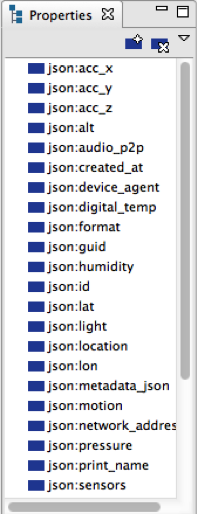 Properties
json:acc_x
json:acc_y
json:acc_z
json:alt
json:audio_p2p
json:created_at
json:device_agent
json:digital_temp
json:format
json:guid
json:humidity
json:id
json:lat
json:light
json:location
json:lon
json:metadata_json
json:motion
json:network_addres
json:pressure
json:print_name
json:sensors